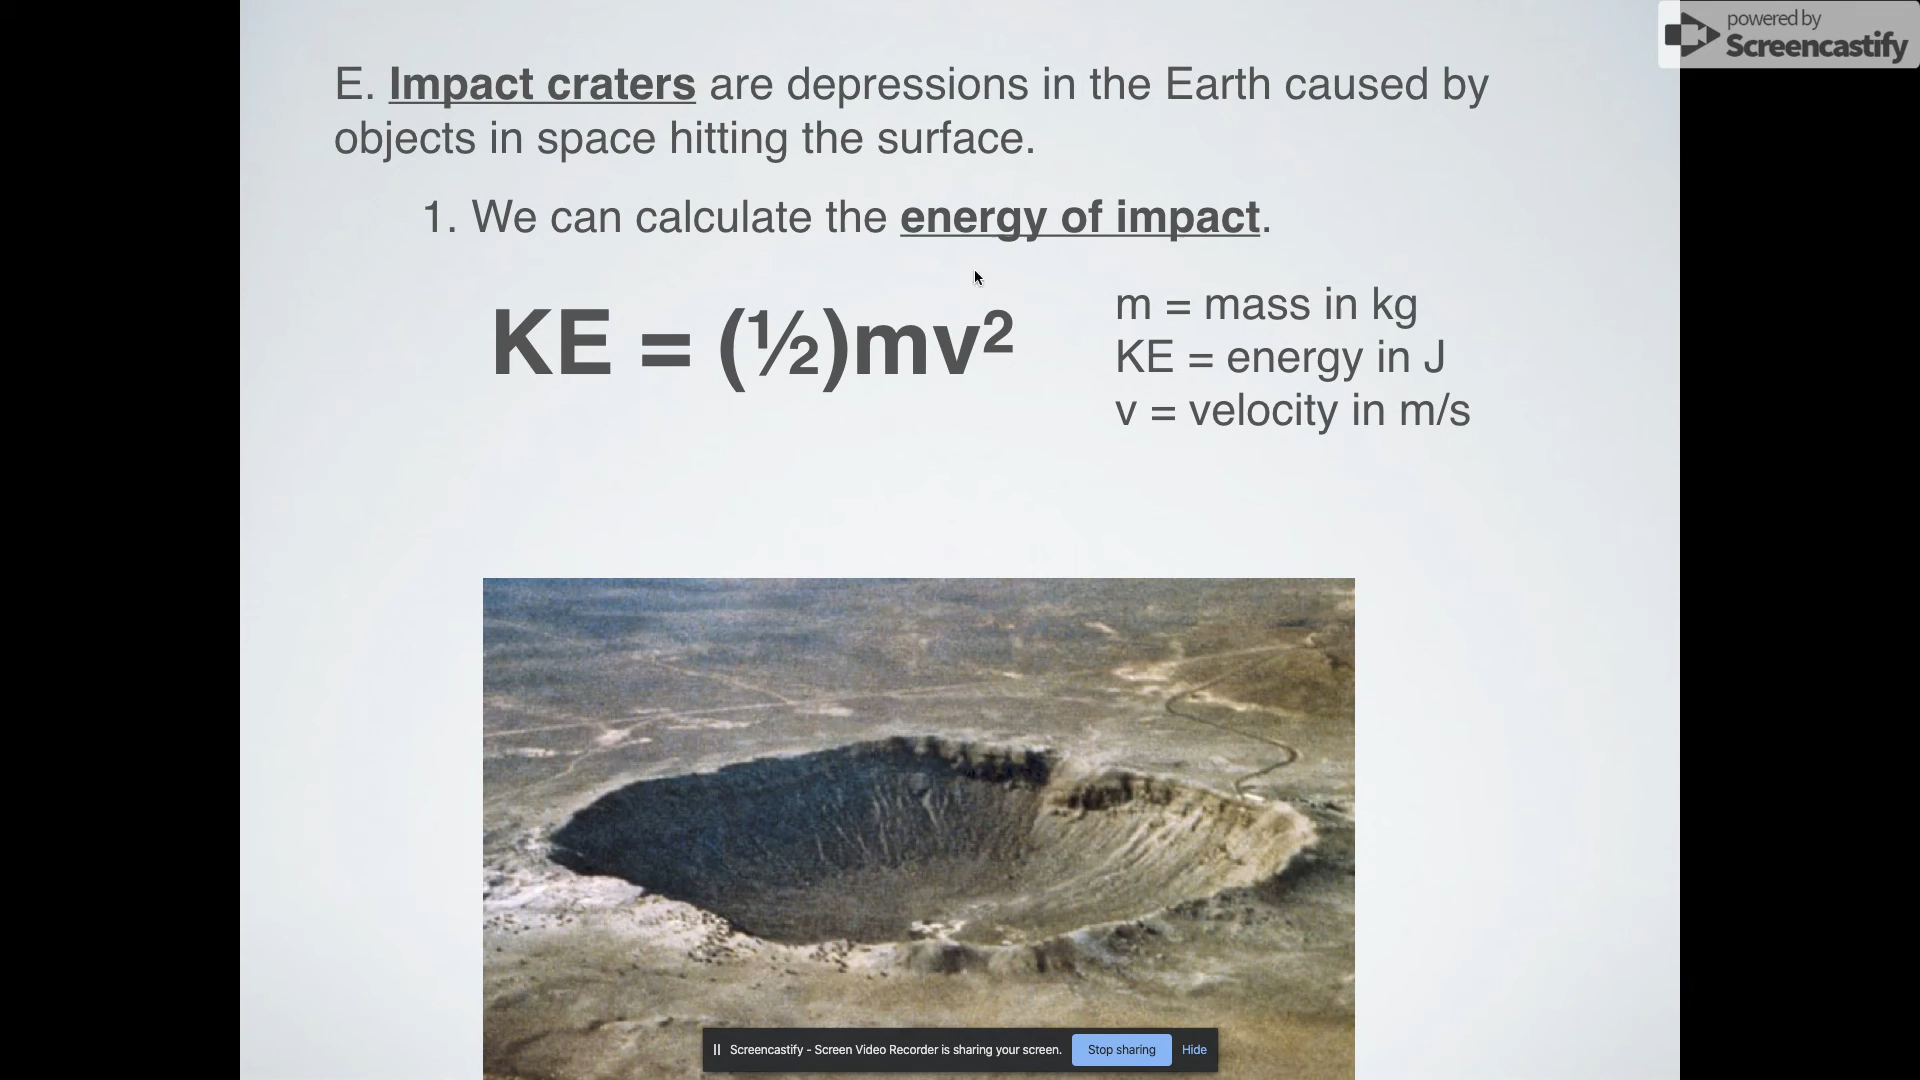 powered by
Screencastify
E. Impact craters are depressions in the Earth caused by
objects in space hitting the surface.
1. We can calculate the energy of impact.
KE = (½)mv²
m = mass in kg
KE = energy in J
v = velocity in m/s
Screencastify - Screen Video Recorder is sharing your screen. Stop sharing Hide